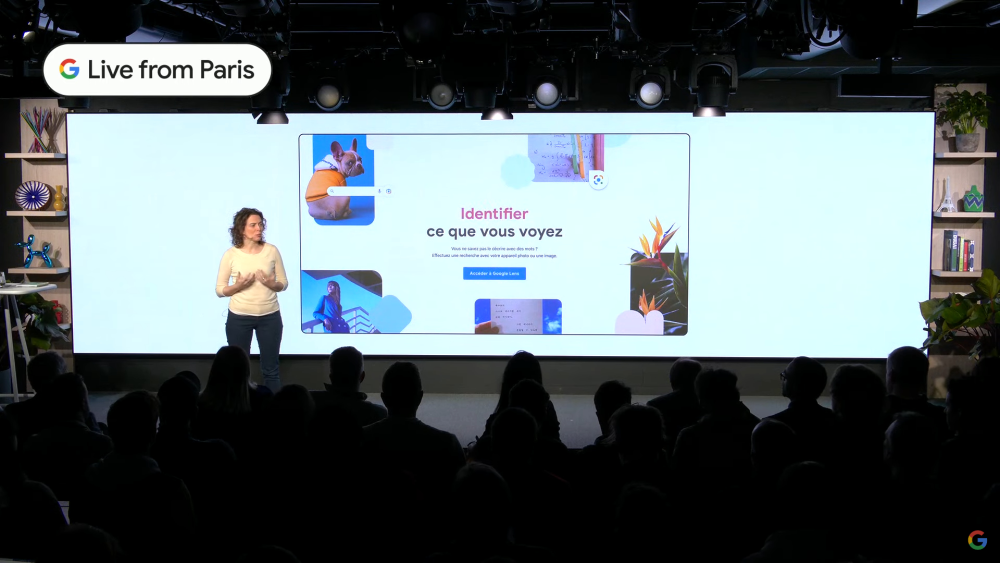 Live from Paris
Identifier
ce que vous voyez
Vous ne savez pas le décrire avec des mots ?
Effectuez une recherche avec votre appareil photo ou une image.
Accéder à Google Lens